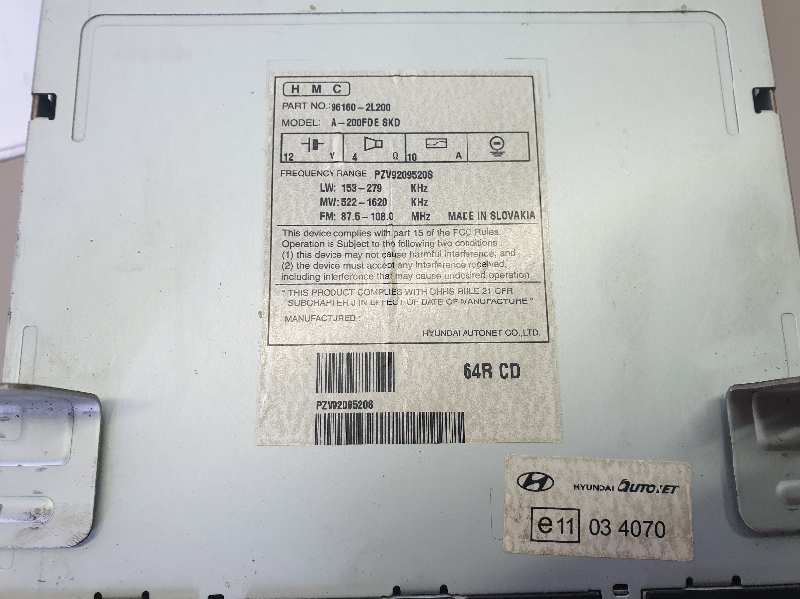 HMC
PART NO.:96160-2L200
MODEL: A-200FDE SKD
12 V 4 Ω 10 A
FREQUENCY RANGE PZV9209520S
LW: 153-279 KHz
MW: 522-1620 KHz
FM: 87.5-108.0 MHz MADE IN SLOVAKIA
This device complies with part 15 of the FCC Rules
Operation is Subject to the following two conditions
(1) this device may not cause harmful interference, and
(2) the device must accept any interference received,
including interference that may cause undesired operation
" THIS PRODUCT COMPLIES WITH DHHS RULE 21 CFR
SUBCHAPTER J IN EFFECT OF DATE OF MANUFACTURE "
MANUFACTURED :
HYUNDAI AUTONET CO.,LTD.
64R CD
PZV9209520S
HYUNDAI AUTONET
e11 03 4070